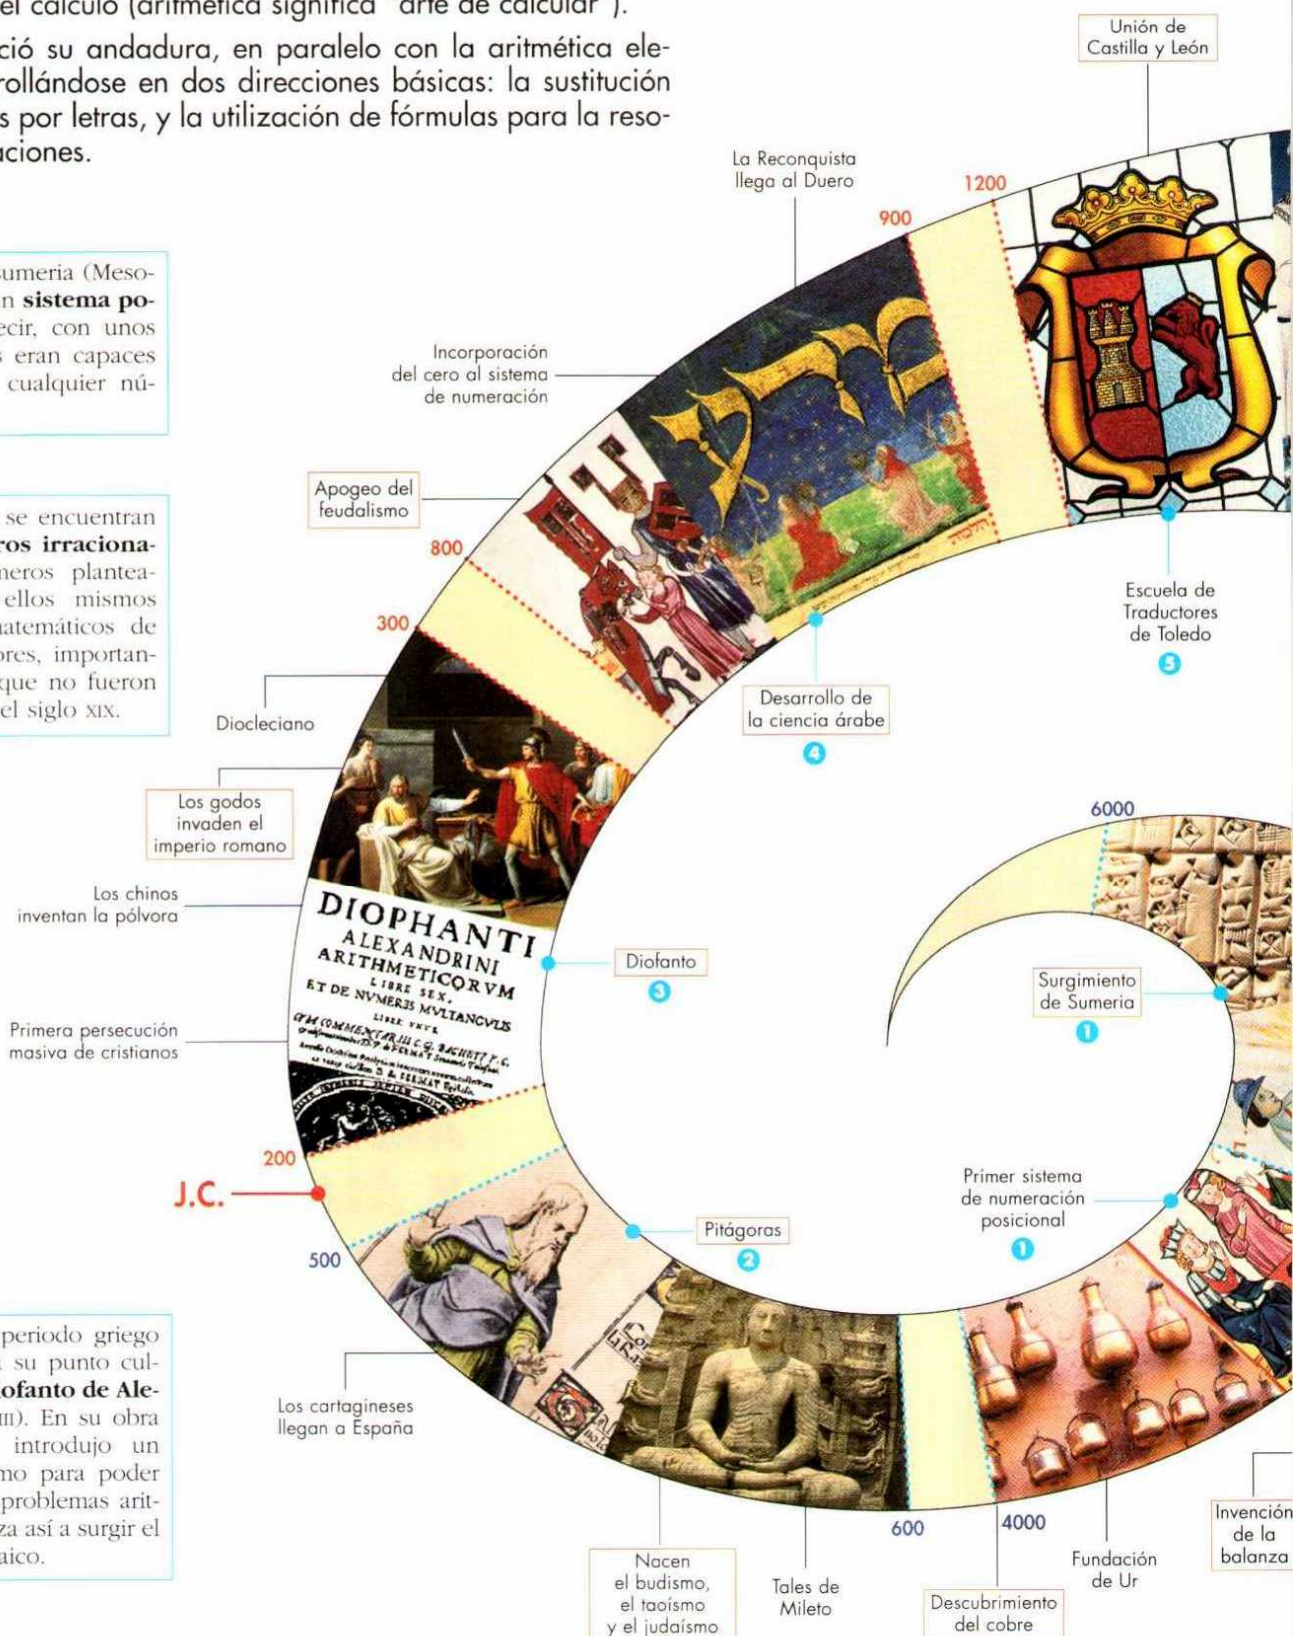 el cálculo (aritmética significa "arte de calcular").
ció su andadura, en paralelo con la aritmética ele-
rollándose en dos direcciones básicas: la sustitución
s por letras, y la utilización de fórmulas para la reso-
aciones.
Unión de
Castilla y León
La Reconquista
llega al Duero
1200
900
sumeria (Meso-
n sistema po-
ecir, con unos
s eran capaces
cualquier nú-
Incorporación
del cero al sistema
de numeración
Apogeo del
feudalismo
800
se encuentran
ros irraciona-
neros plantea-
ellos mismos
natemáticos de
ores, importan-
que no fueron
el siglo XIX.
300
Escuela de
Traductores
de Toledo
5
Desarrollo de
la ciencia árabe
4
Diocleciano
Los godos
invaden el
imperio romano
6000
Los chinos
inventan la pólvora
DIOPHANTI
ALEXANDRINI
ARITHMETICORVM
LIBRI SEX,
ET DE NVMERIS MVLTANGVLIS
LIBER VNVS
Diofanto
3
Surgimiento
de Sumeria
1
Primera persecución
masiva de cristianos
200
J.C.
500
Primer sistema
de numeración
posicional
1
Pitágoras
2
periodo griego
a su punto cul-
iofanto de Ale-
III). En su obra
introdujo un
mo para poder
problemas arit-
za así a surgir el
aico.
Los cartagineses
llegan a España
600
4000
Invención
de la
balanza
Nacen
el budismo,
el taoísmo
y el judaísmo
Tales de
Mileto
Descubrimiento
del cobre
Fundación
de Ur